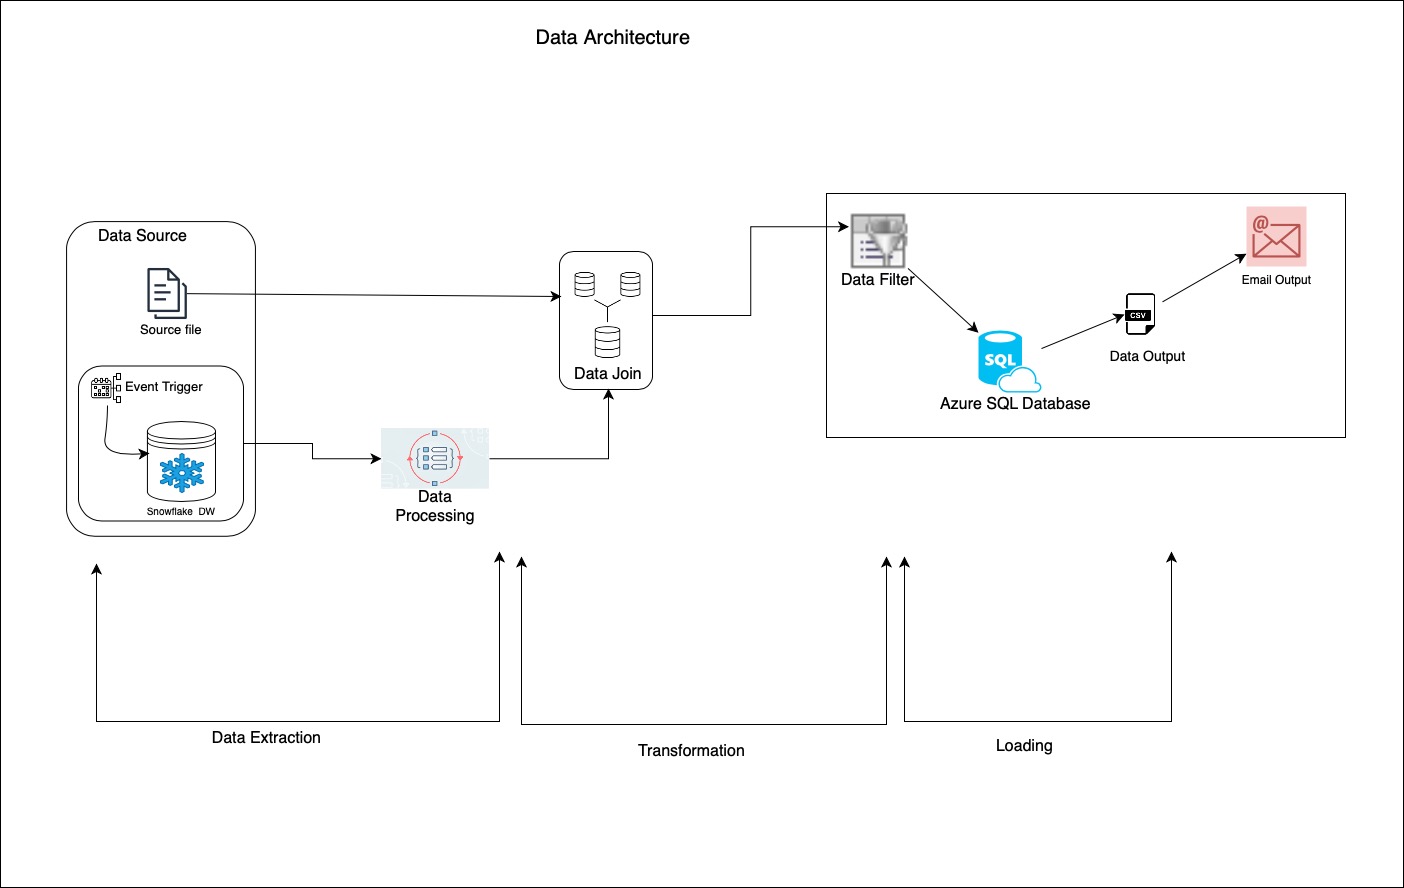 Data Architecture
Data Source
Source file
Event Trigger
Snowflake DW
Data
Processing
Data Join
Data Filter
SQL
Azure SQL Database
CSV
Data Output
@
Email Output
Data Extraction
Transformation
Loading